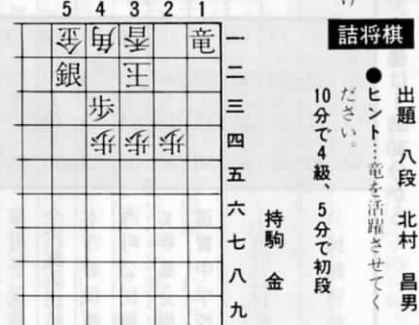 詰将棋
出題 八段 北村 昌男
●ヒント…竜を活躍させてく
ださい。
10分で4級、5分で初段
持駒 金
5 4 3 2 1
金 角 香 竜 一
銀 王 二
歩 三
歩 歩 歩 四
五
六
七
八
九